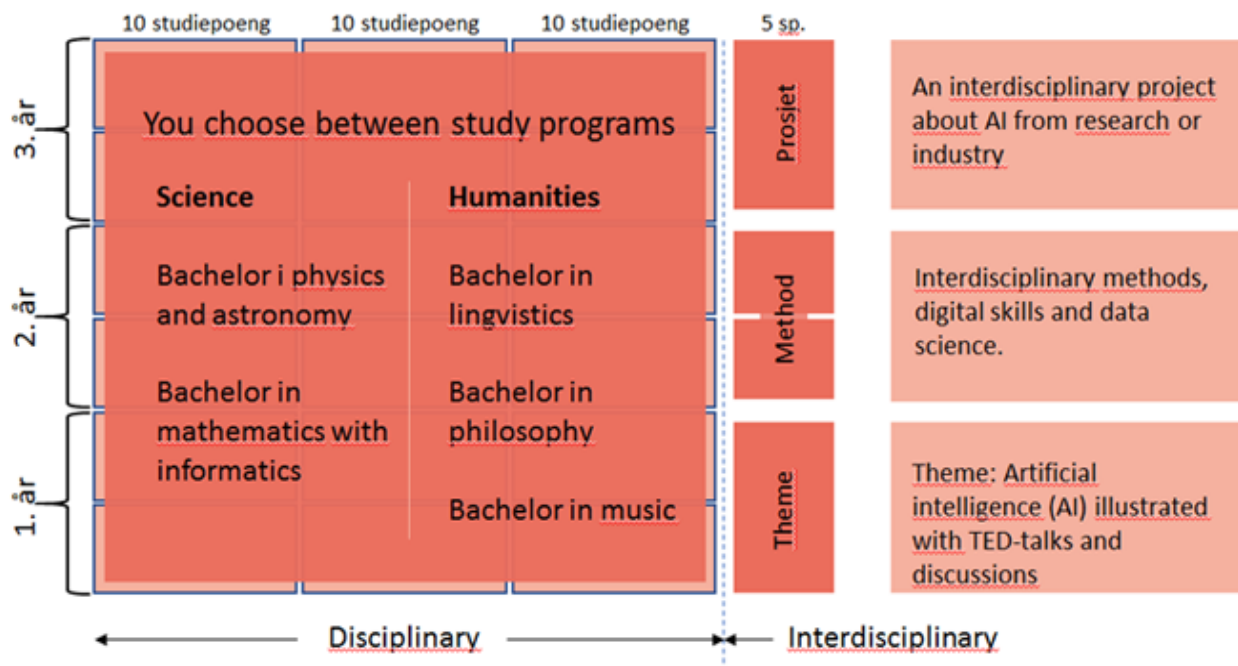 10 studiepoeng
10 studiepoeng
10 studiepoeng
5 sp.
3. år
2. år
1. år
You choose between study programs
Science
Bachelor i physics
and astronomy
Bachelor in
mathematics with
informatics
Humanities
Bachelor in
lingvistics
Bachelor in
philosophy
Bachelor in music
Prosjet
An interdisciplinary project
about AI from research or
industry
Method
Interdisciplinary methods,
digital skills and data
science.
Theme
Theme: Artificial
intelligence (AI) illustrated
with TED-talks and
discussions
Disciplinary
Interdisciplinary